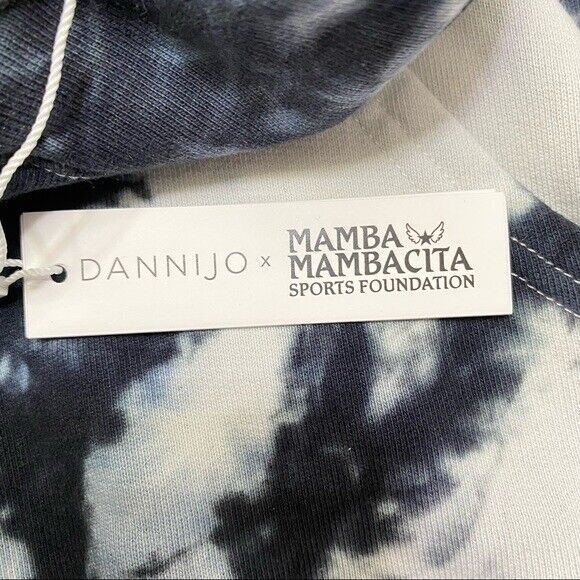 DANNIJO x MAMBA
MAMBACITA
SPORTS FOUNDATION